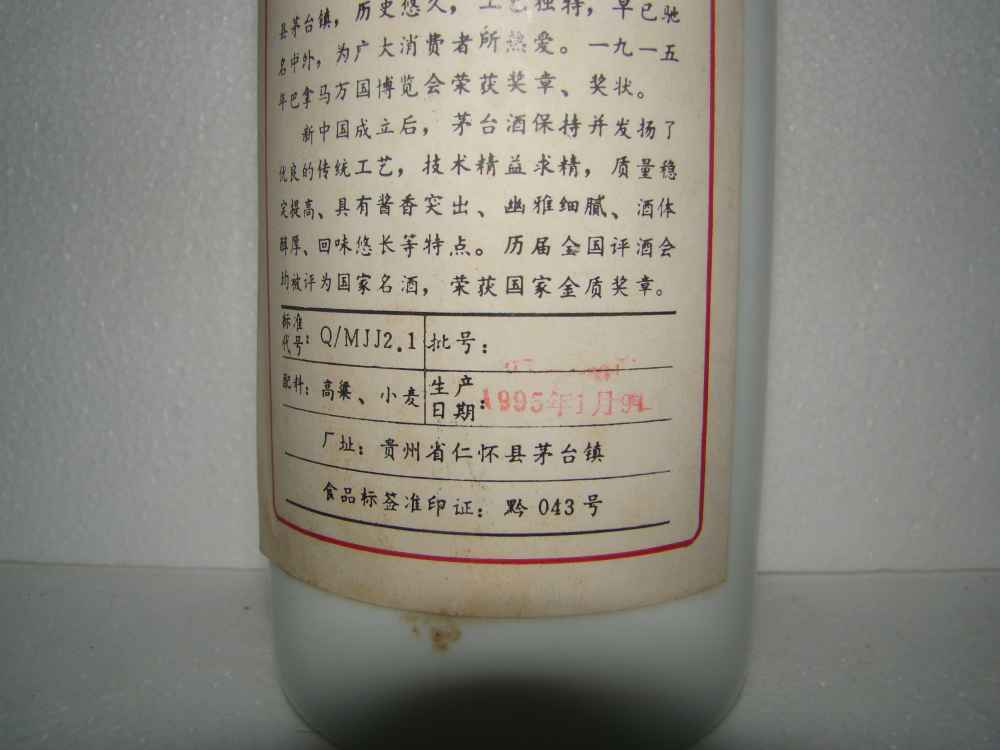 县茅台镇，历史悠久，工艺独特，早已驰
名中外，为广大消费者所热爱。一九一五
年巴拿马万国博览会荣获奖章、奖状。
新中国成立后，茅台酒保持并发扬了
优良的传统工艺，技术精益求精，质量稳
定提高、具有酱香突出、幽雅细腻、酒体
醇厚、回味悠长等特点。历届全国评酒会
均被评为国家名酒，荣获国家金质奖章。
标准代号：Q/MJJ2.1 批号：
配料：高粱、小麦 生产日期：1995年1月
厂址：贵州省仁怀县茅台镇
食品标签准印证：黔043号